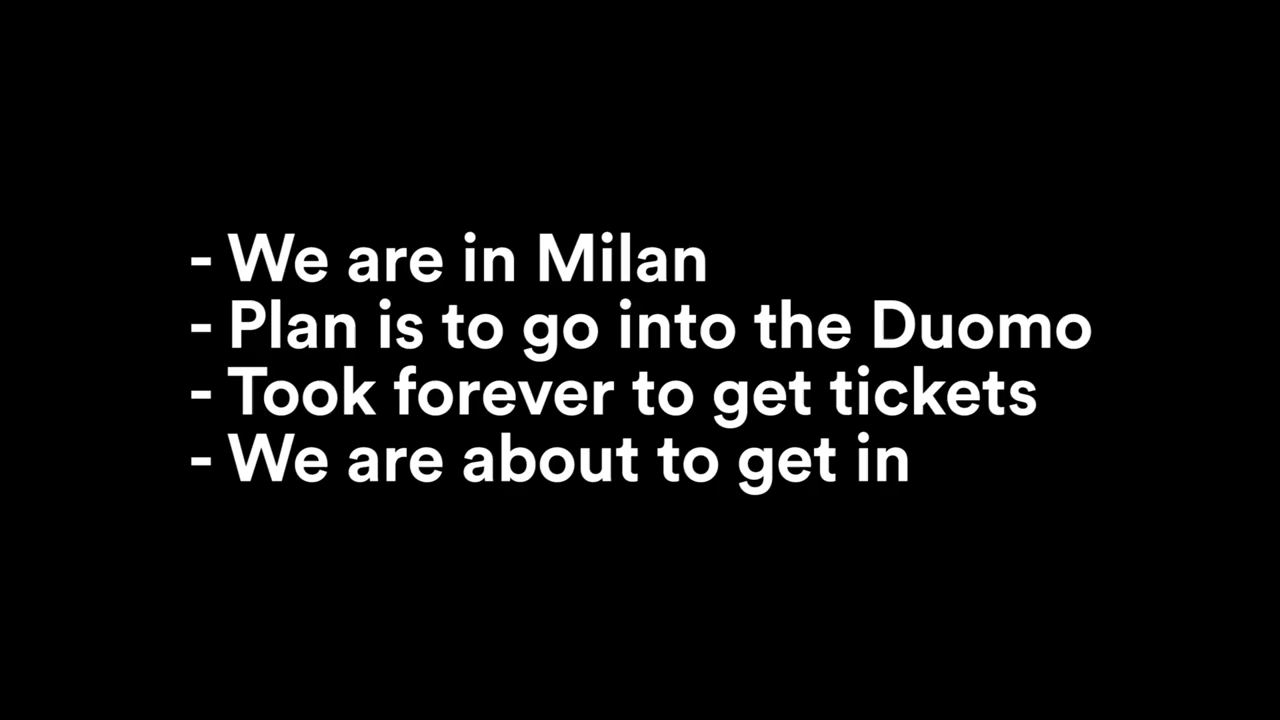 - We are in Milan
- Plan is to go into the Duomo
- Took forever to get tickets
- We are about to get in